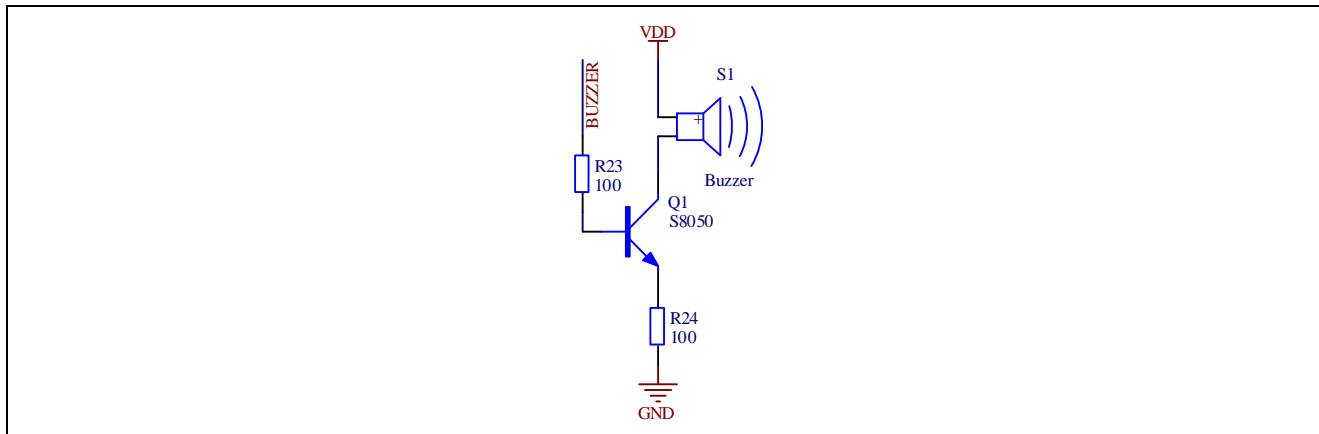 VDD
S1
BUZZER
+
R23
100
Buzzer
Q1
S8050
R24
100
GND